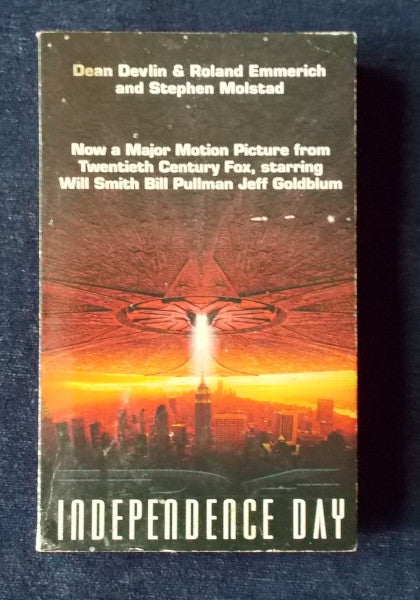 Dean Devlin & Roland Emmerich
and Stephen Molstad
Now a Major Motion Picture from
Twentieth Century Fox, starring
Will Smith Bill Pullman Jeff Goldblum
INDEPENDENCE DAY